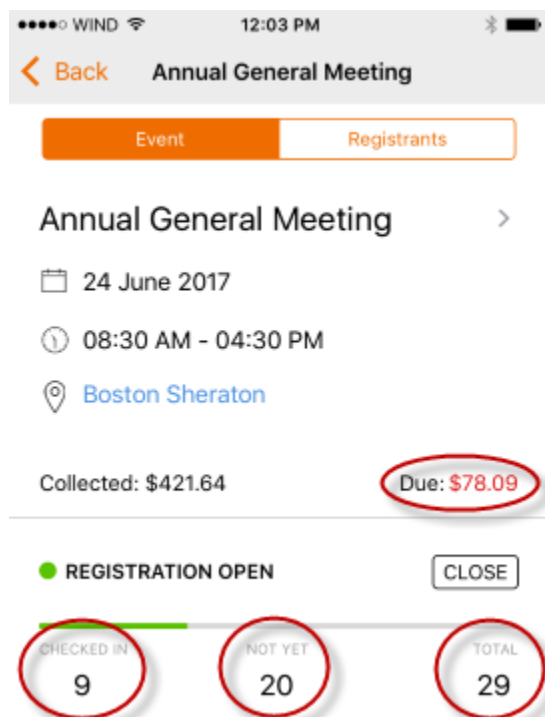 WIND 12:03 PM
Back Annual General Meeting
Event Registrants
Annual General Meeting
24 June 2017
08:30 AM - 04:30 PM
Boston Sheraton
Collected: $421.64 Due: $78.09
REGISTRATION OPEN CLOSE
CHECKED IN NOT YET TOTAL
9 20 29